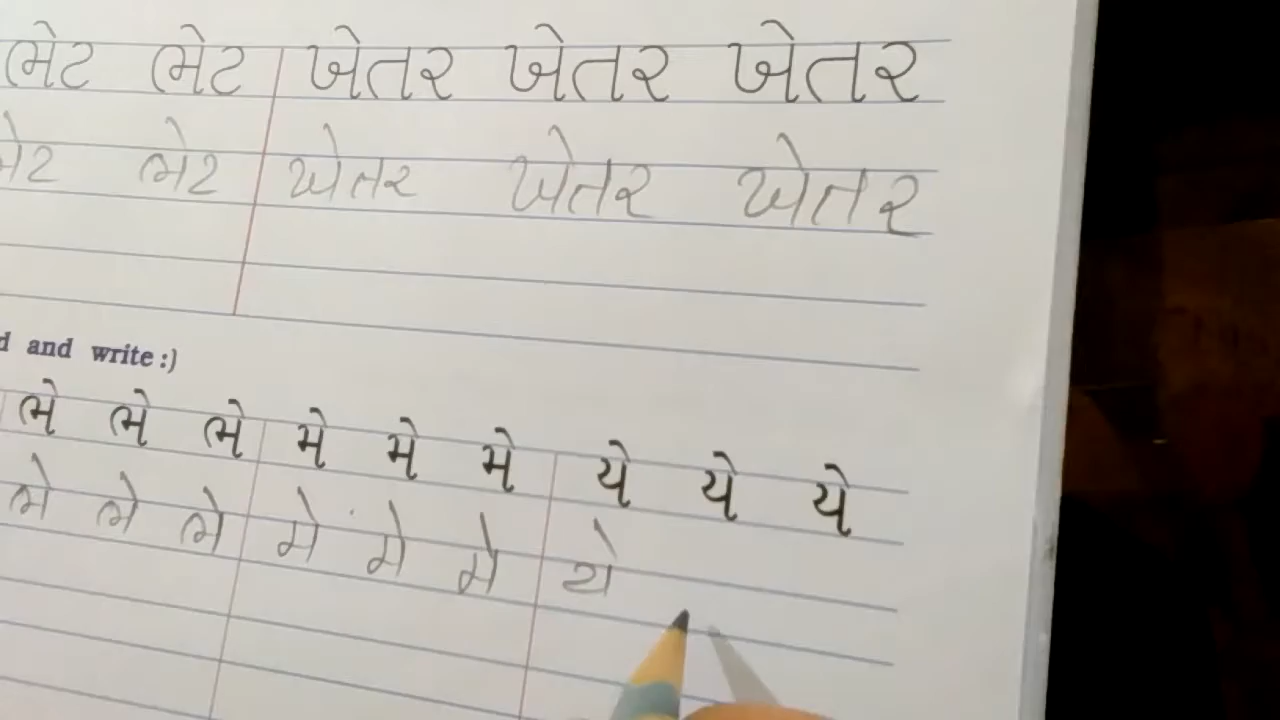 ભેટ ભેટ ખેતર ખેતર ખેતર
ભેટ ભેટ ખેતર ખેતર ખેતર
and write :)
ભે ભે ભે મે મે મે યે યે યે
ભે ભે ભે મે મે મે યે